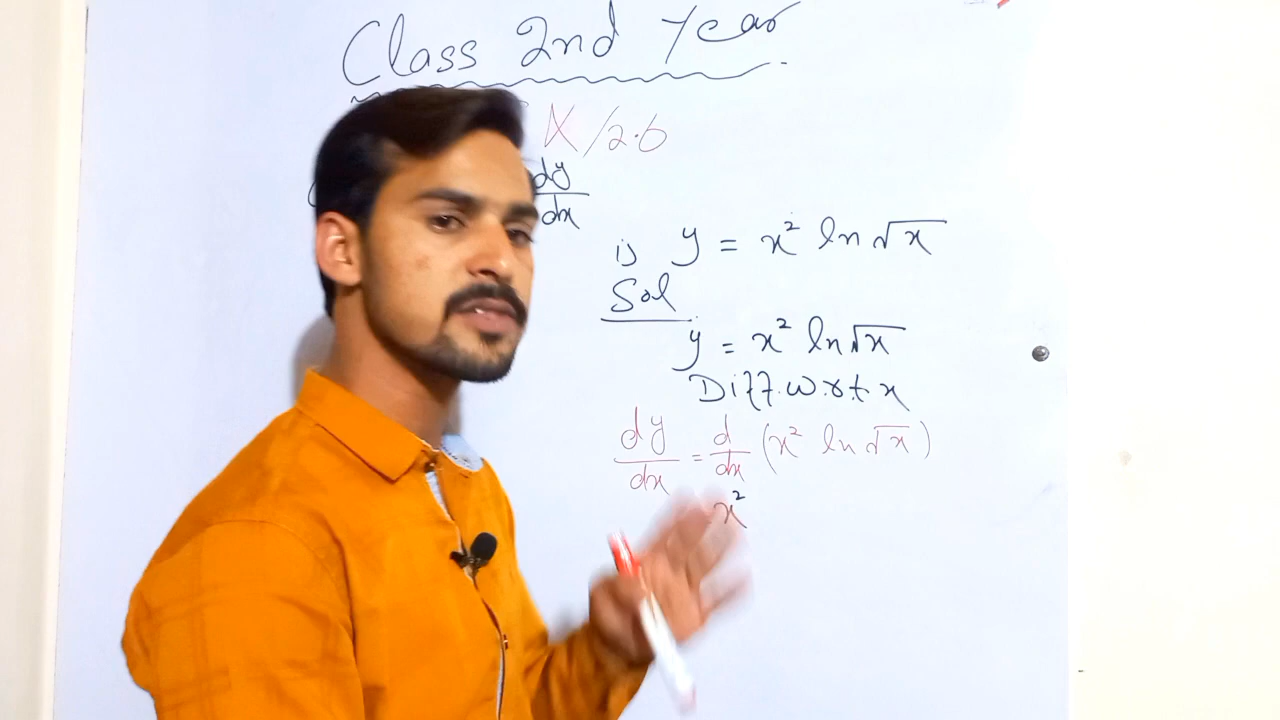 Class 2nd Year
X/2.6
dy/dx
is y = x² ln √x
Sol
y = x² ln √x
Diff. w.r.t. x
dy/dx = d/dx (x² ln √x)
x²